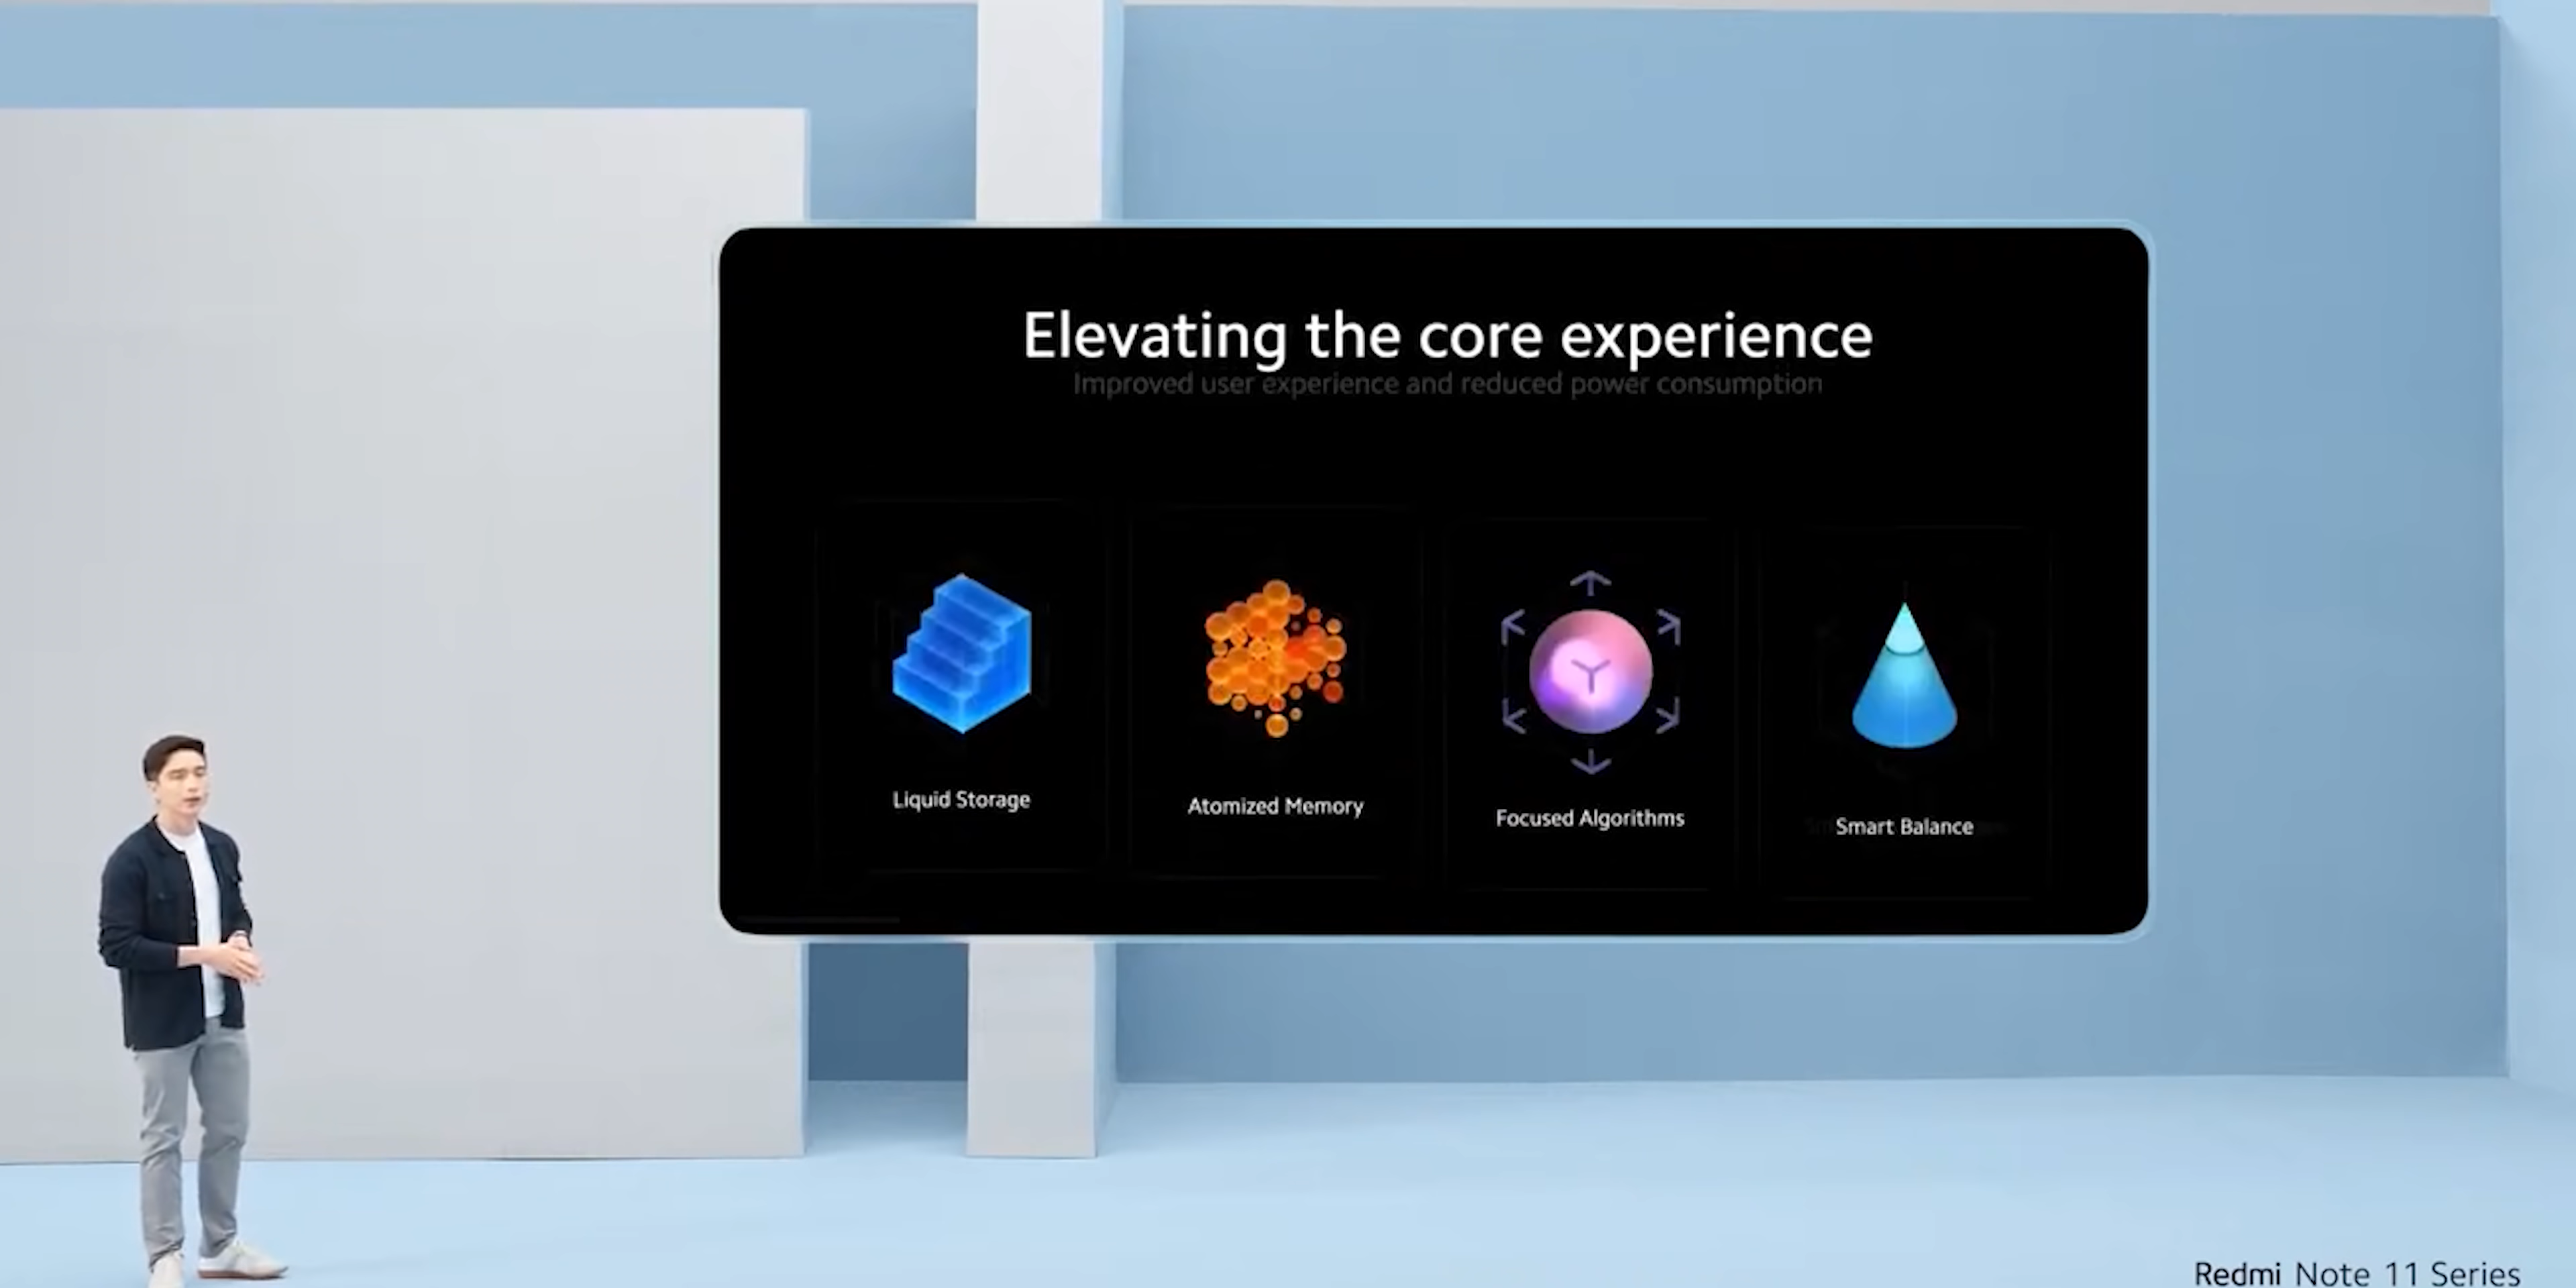 Elevating the core experience
Improved user experience and reduced power consumption
Liquid Storage
Atomized Memory
Focused Algorithms
Smart Balance
Redmi Note 11 Series